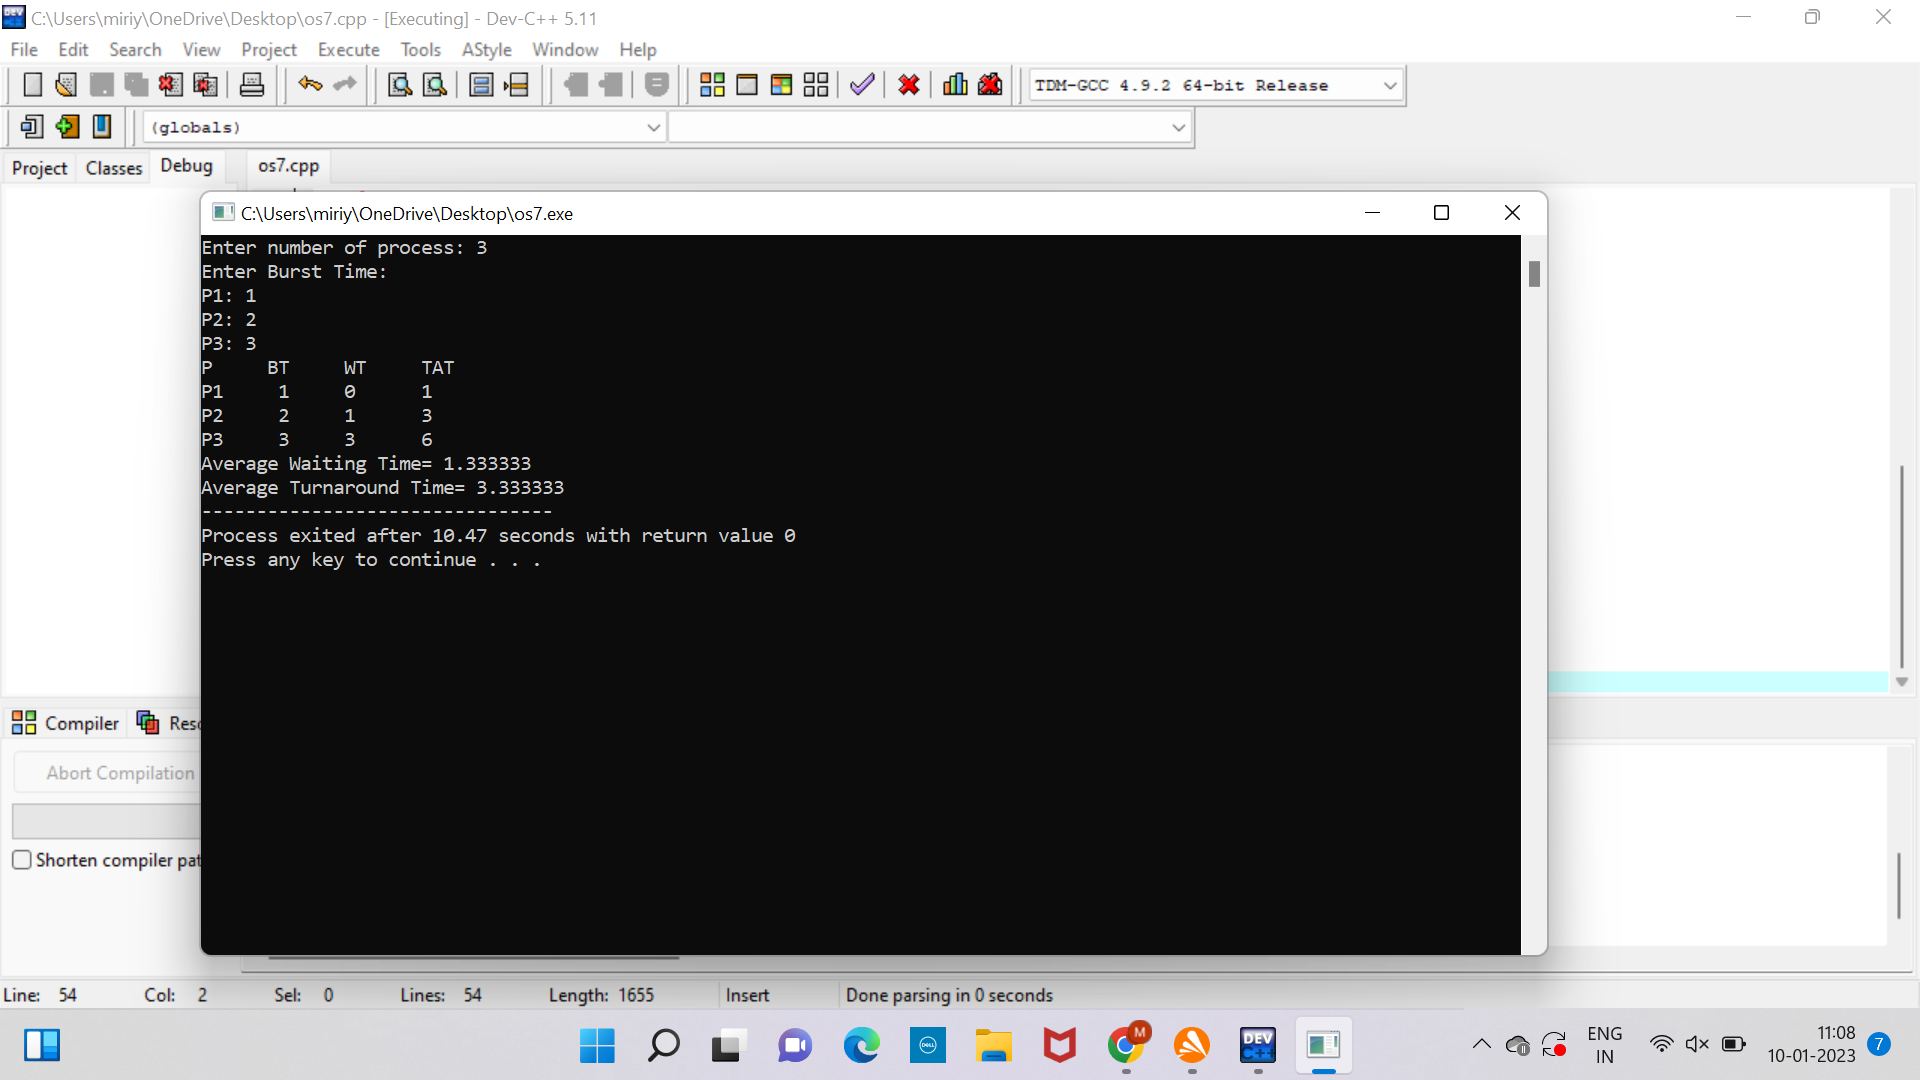 C:\Users\miriy\OneDrive\Desktop\os7.cpp - [Executing] - Dev-C++ 5.11
File Edit Search View Project Execute Tools AStyle Window Help
TDM-GCC 4.9.2 64-bit Release
(globals)
Project Classes Debug os7.cpp
C:\Users\miriy\OneDrive\Desktop\os7.exe
Enter number of process: 3
Enter Burst Time:
P1: 1
P2: 2
P3: 3
P BT WT TAT
P1 1 0 1
P2 2 1 3
P3 3 3 6
Average Waiting Time= 1.333333
Average Turnaround Time= 3.333333
--------------------------------
Process exited after 10.47 seconds with return value 0
Press any key to continue . . .
Compiler
Abort Compilation
Shorten compiler
Line: 54 Col: 2 Sel: 0 Lines: 54 Length: 1655 Insert Done parsing in 0 seconds
DELL
M
DEV C++
ENG
IN
11:08
10-01-2023
7